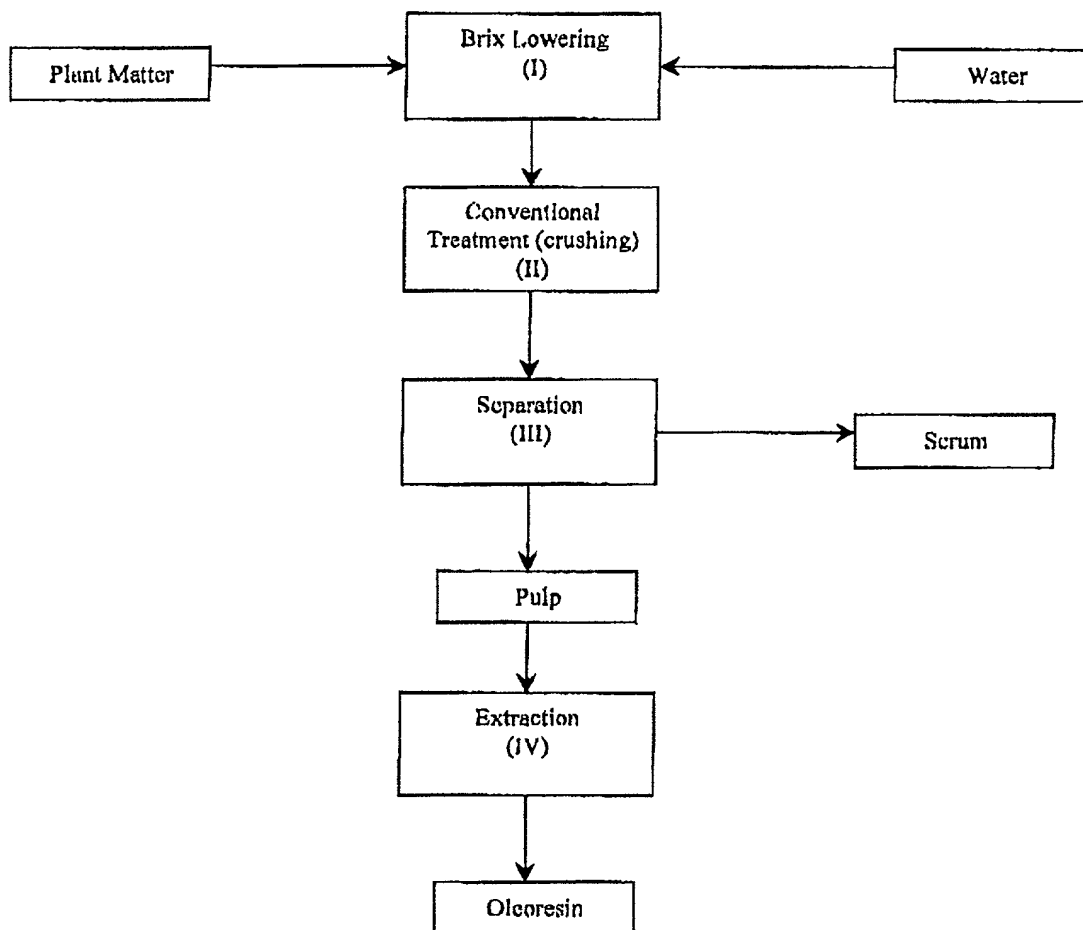 Brix Lowering
(I)
Plant Matter
Water
Conventional
Treatment (crushing)
(II)
Separation
(III)
Serum
Pulp
Extraction
(IV)
Oleoresin